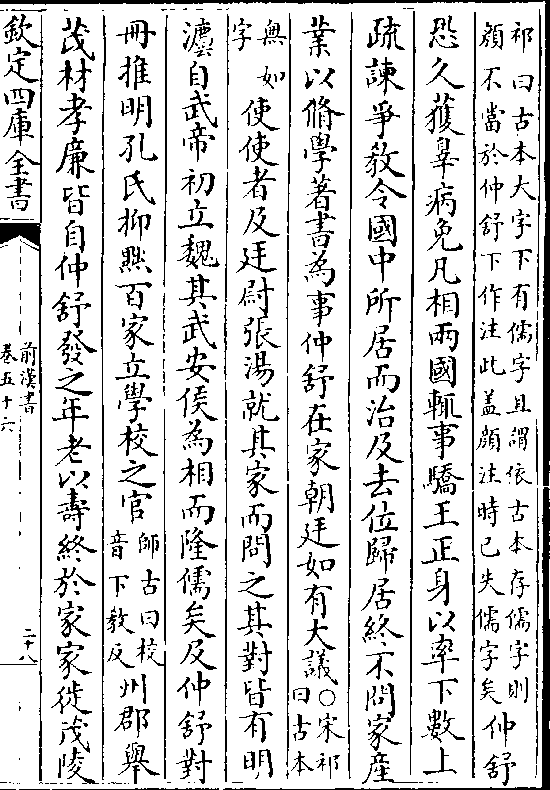 祁曰古本大字下有儒字且謂依古本存儒字則
顔不當於仲舒下作注此盖顔注時已失儒字矣仲舒
恐久獲辠病免凡相兩國輒事驕王正身以率下數上
疏諫爭教令國中所居而治及去位歸居終不問家產
業以脩學著書為事仲舒在家朝廷如有大議○宋祁
曰古本
無如
字使使者及廷尉張湯就其家而問之其對皆有明
灋自武帝初立魏其武安侯為相而隆儒矣及仲舒對
冊推明孔氏抑黜百家立學校之官師古曰校
音下教反州郡舉
茂材孝廉皆自仲舒發之年老以壽終於家家徙茂陵
欽定四庫全書
前漢書
卷五十六
二十八